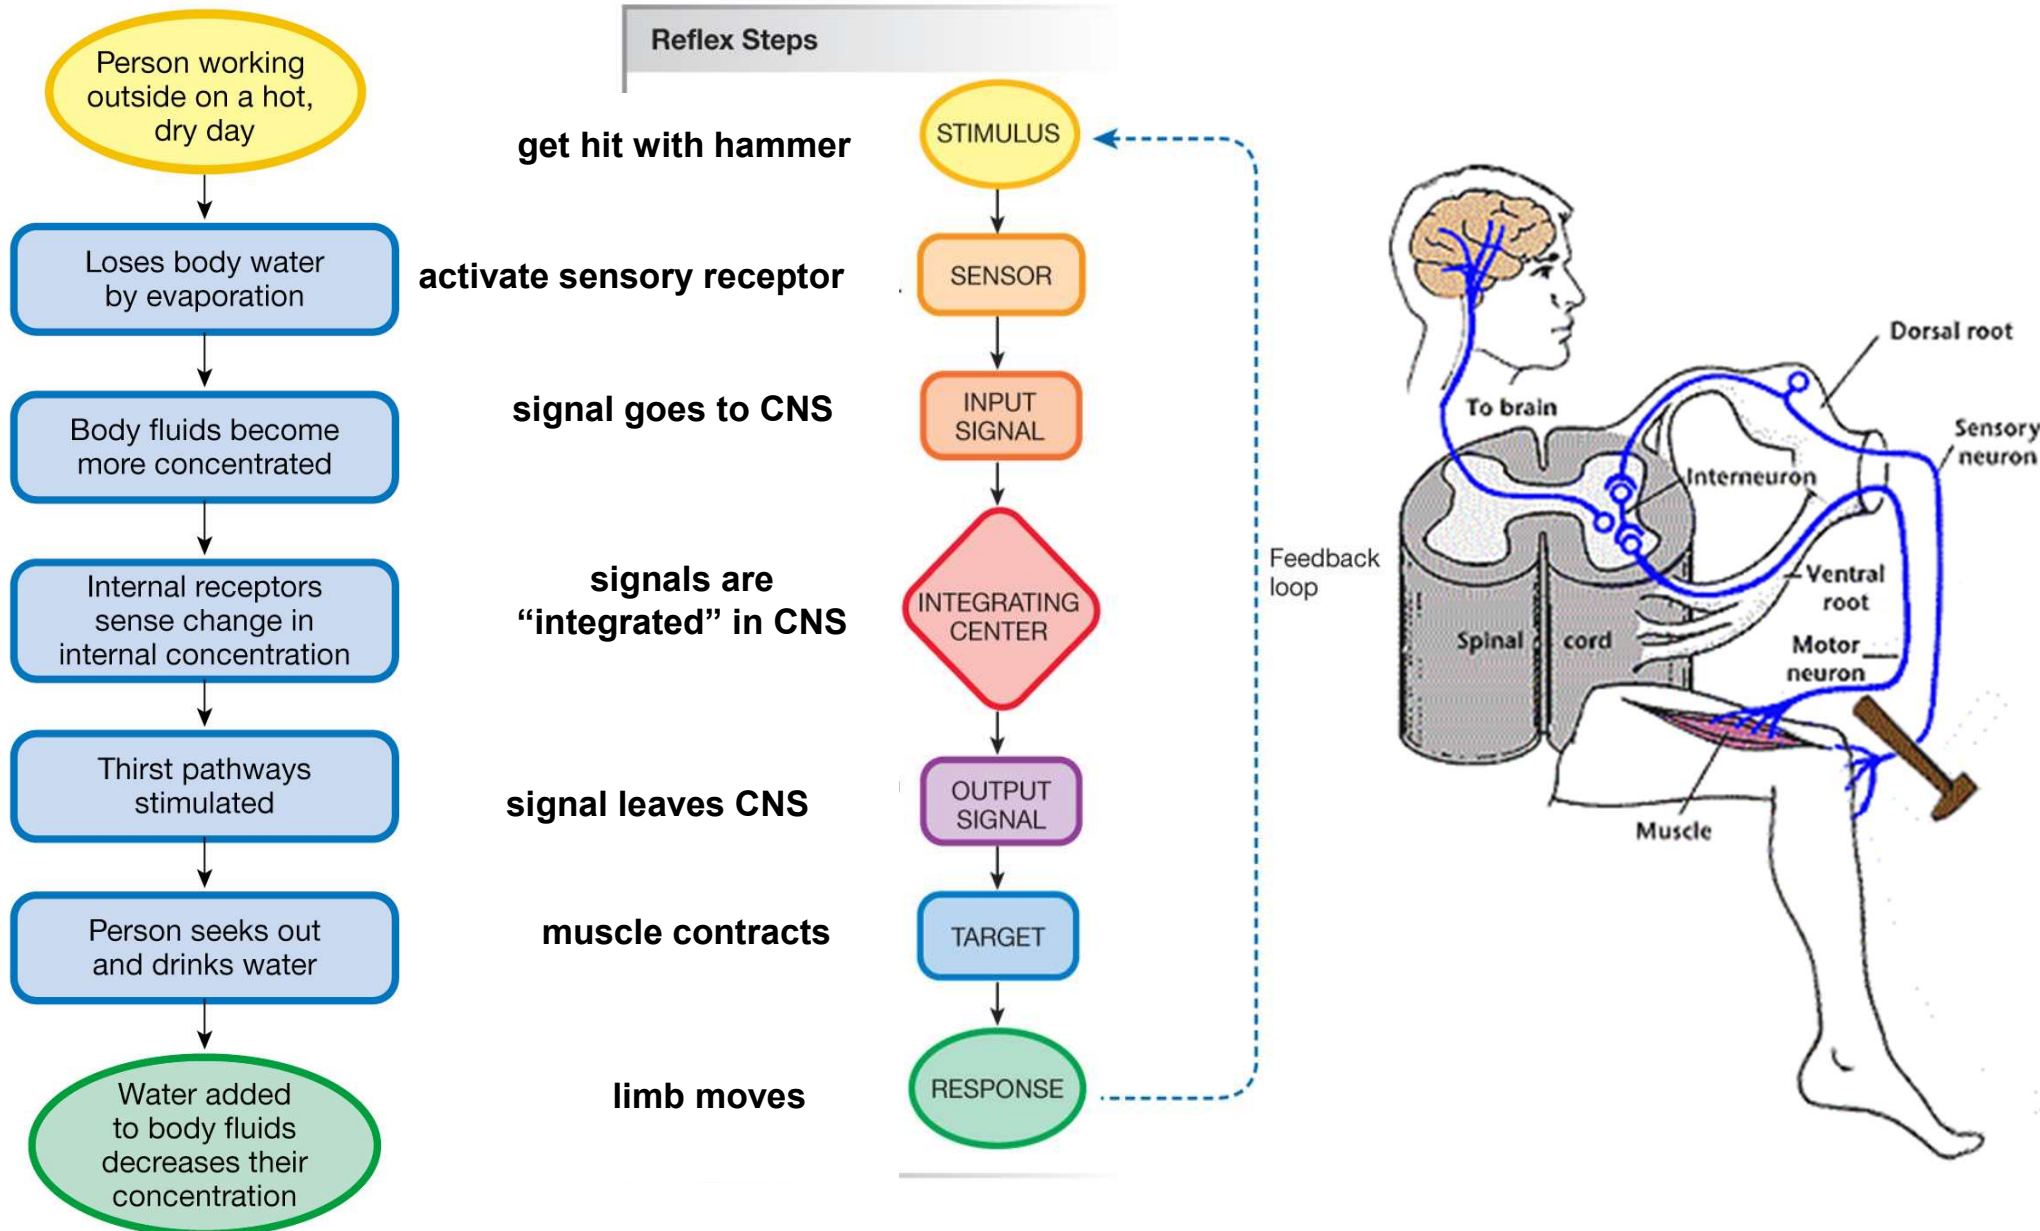 Person working
outside on a hot,
dry day
Loses body water
by evaporation
Body fluids become
more concentrated
Internal receptors
sense change in
internal concentration
Thirst pathways
stimulated
Person seeks out
and drinks water
Water added
to body fluids
decreases their
concentration
Reflex Steps
get hit with hammer
STIMULUS
activate sensory receptor
SENSOR
signal goes to CNS
INPUT
SIGNAL
signals are
“integrated” in CNS
INTEGRATING
CENTER
signal leaves CNS
OUTPUT
SIGNAL
muscle contracts
TARGET
limb moves
RESPONSE
Feedback
loop
To brain
Dorsal root
Sensory
neuron
Interneuron
Ventral
root
Spinal cord
Motor
neuron
Muscle